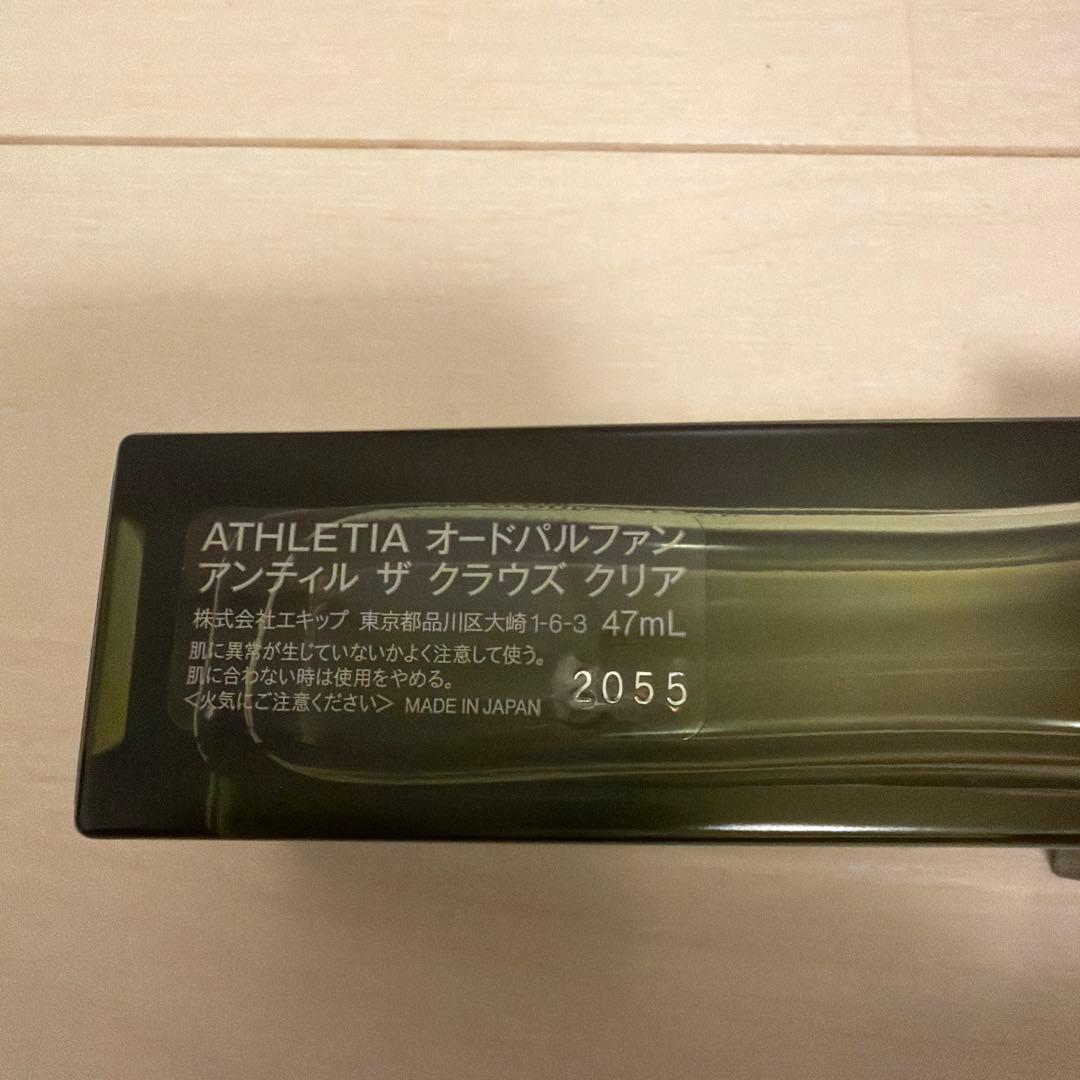 ATHLETIA オードパルファン
アンティル ザ クラウズ クリア
株式会社エキップ 東京都品川区大崎1-6-3 47mL
肌に異常が生じていないかよく注意して使う。
肌に合わない時は使用をやめる。
<火気にご注意ください> MADE IN JAPAN 2055